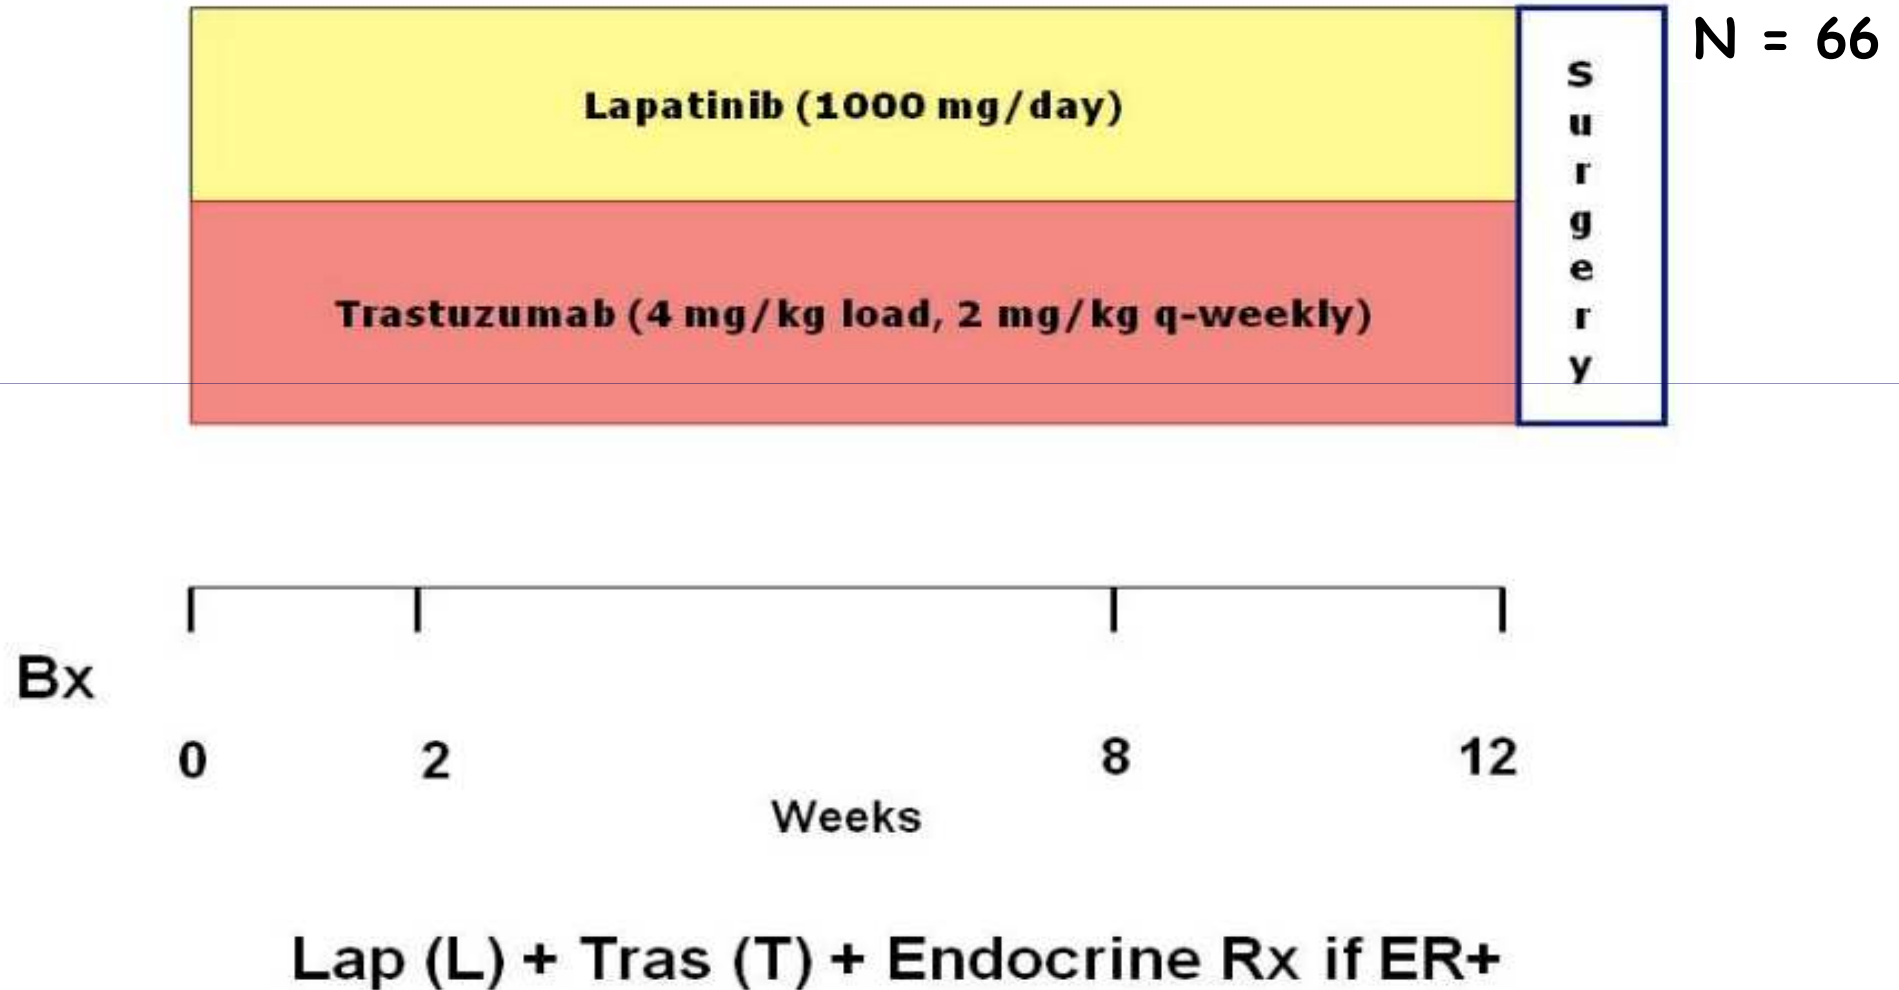 N = 66
Lapatinib (1000 mg/day)
Trastuzumab (4 mg/kg load, 2 mg/kg q-weekly)
Surgery
Bx
0 2 8 12
Weeks
Lap (L) + Tras (T) + Endocrine Rx if ER+